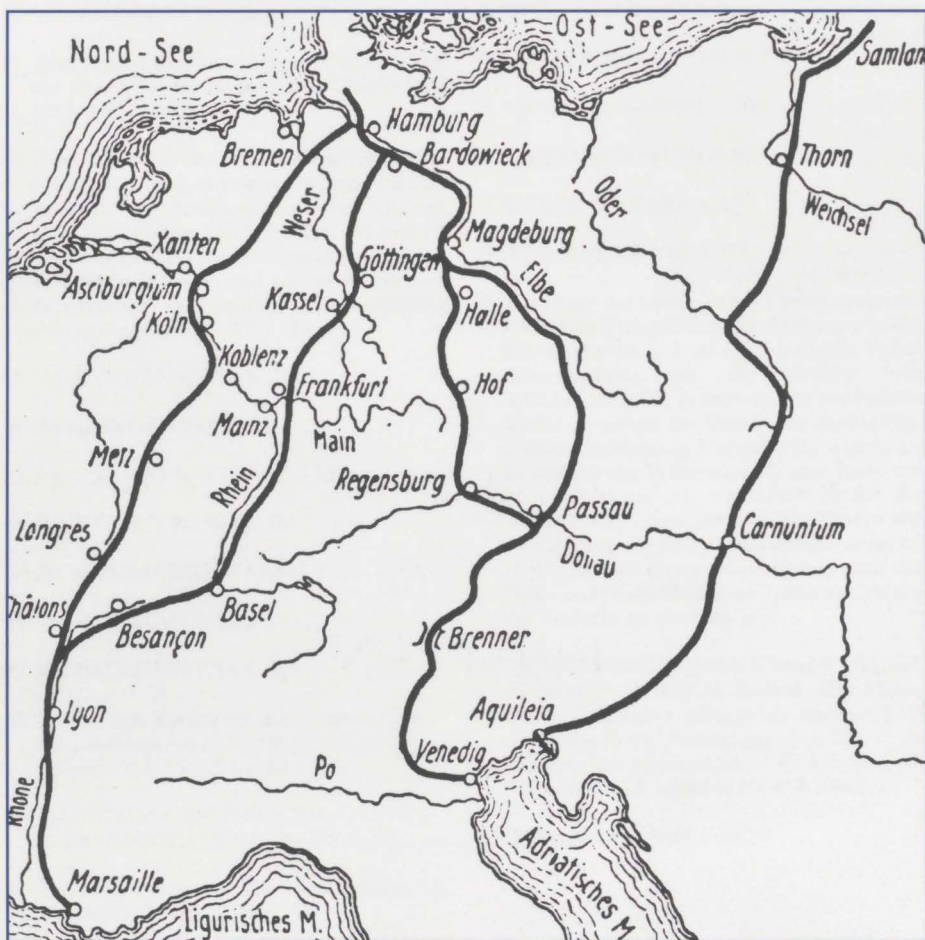 Nord-See
Ost-See
Samlan
Hamburg
Bremen
Bardowieck
Thorn
Weser
Oder
Weichsel
Xanten
Magdeburg
Göttingen
Asciburgium
Elbe
Kassel
Halle
Köln
Koblenz
Frankfurt
Hof
Mainz
Main
Metz
Rhein
Regensburg
Passau
Longres
Donau
Carnuntum
Châlons
Basel
Besançon
Brenner
Lyon
Aquileia
Venedig
Po
Rhone
Adriatisches M.
Marsaille
Ligurisches M.